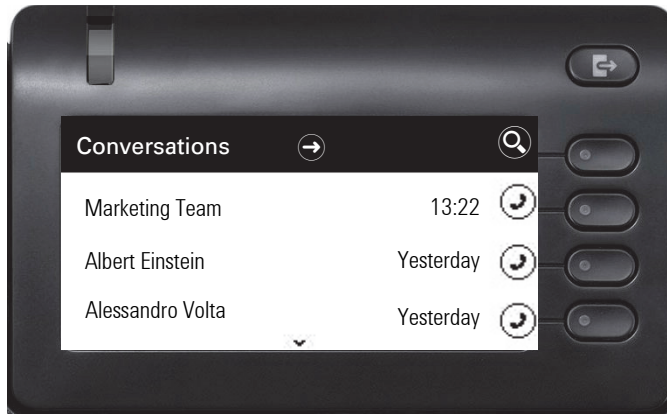 Conversations
Marketing Team 13:22
Albert Einstein Yesterday
Alessandro Volta Yesterday